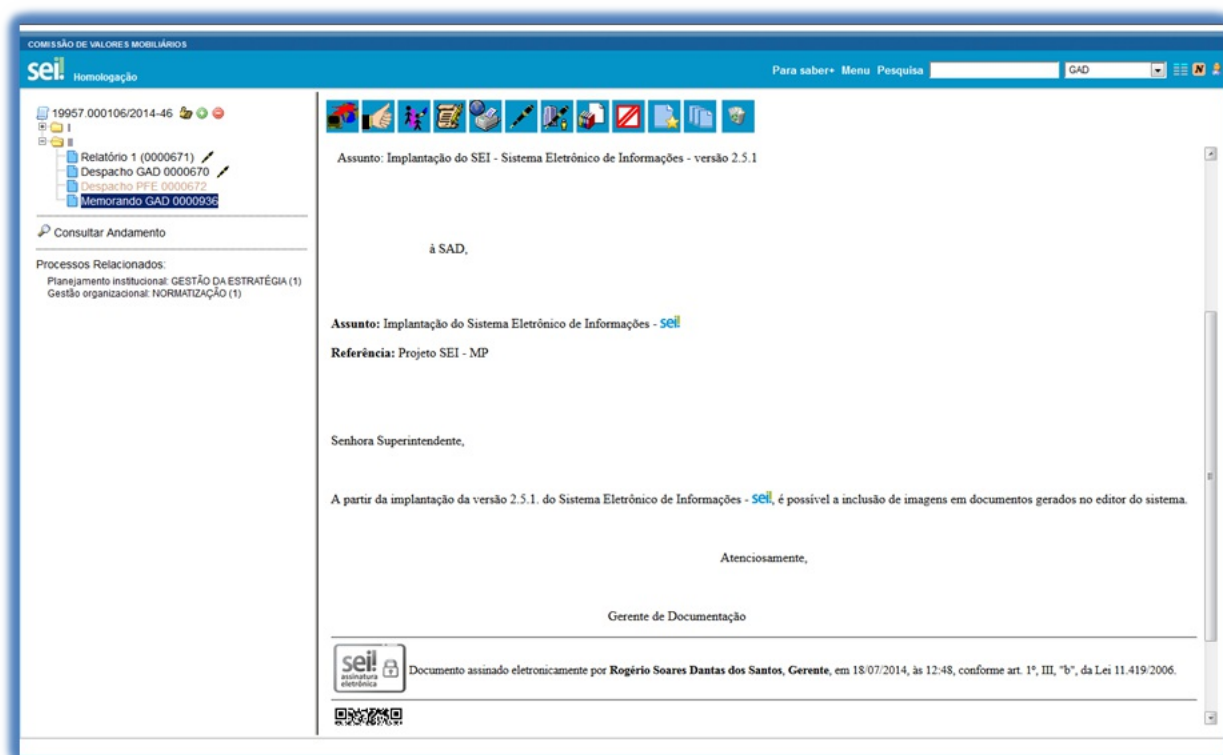 COMISSÃO DE VALORES MOBILIÁRIOS
sei! Homologação
Para saber+ Menu Pesquisa GAD
19957.000106/2014-46
I
II
Relatório 1 (0000671)
Despacho GAD 0000670
Despacho PFE 0000672
Memorando GAD 0000936
Consultar Andamento
Processos Relacionados:
Planejamento institucional: GESTÃO DA ESTRATÉGIA (1)
Gestão organizacional: NORMATIZAÇÃO (1)
Assunto: Implantação do SEI - Sistema Eletrônico de Informações - versão 2.5.1
à SAD,
Assunto: Implantação do Sistema Eletrônico de Informações - sei!
Referência: Projeto SEI - MP
Senhora Superintendente,
A partir da implantação da versão 2.5.1. do Sistema Eletrônico de Informações - sei!, é possível a inclusão de imagens em documentos gerados no editor do sistema.
Atenciosamente,
Gerente de Documentação
sei!
assinatura
eletrônica
Documento assinado eletronicamente por Rogério Soares Dantas dos Santos, Gerente, em 18/07/2014, às 12:48, conforme art. 1º, III, "b", da Lei 11.419/2006.